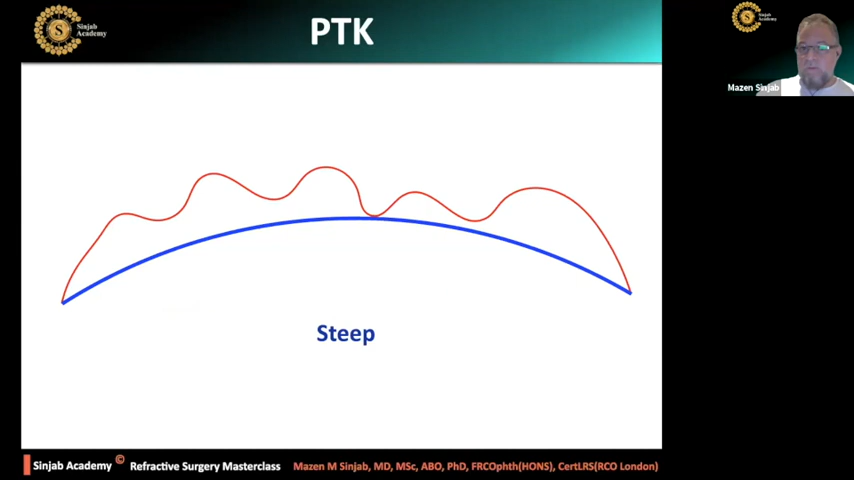 Sinjab
Academy
PTK
Sinjab
Academy
Mazen Sinjab
Steep
Sinjab Academy © Refractive Surgery Masterclass Mazen M Sinjab, MD, MSc, ABO, PhD, FRCOphth(HONS), CertLRS(RCO London)